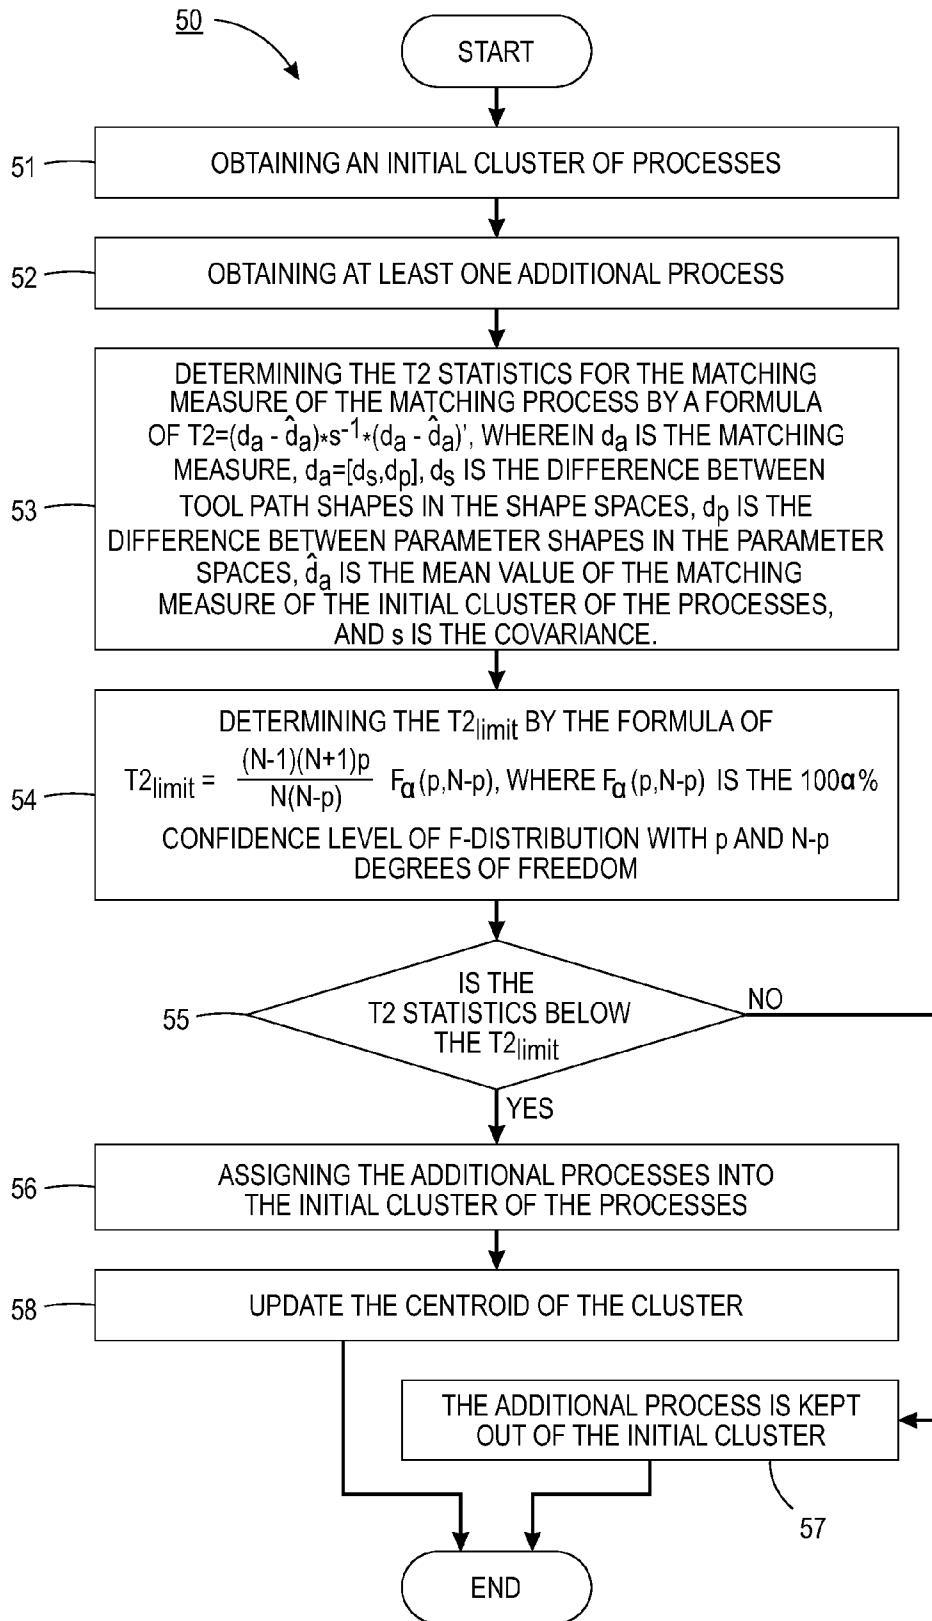 50
START
51
OBTAINING AN INITIAL CLUSTER OF PROCESSES
52
OBTAINING AT LEAST ONE ADDITIONAL PROCESS
53
DETERMINING THE T2 STATISTICS FOR THE MATCHING
MEASURE OF THE MATCHING PROCESS BY A FORMULA
OF T2=(dₐ - d̂ₐ)*s⁻¹*(dₐ - d̂ₐ)', WHEREIN dₐ IS THE MATCHING
MEASURE, dₐ=[dₛ,dₚ], dₛ IS THE DIFFERENCE BETWEEN
TOOL PATH SHAPES IN THE SHAPE SPACES, dₚ IS THE
DIFFERENCE BETWEEN PARAMETER SHAPES IN THE PARAMETER
SPACES, d̂ₐ IS THE MEAN VALUE OF THE MATCHING
MEASURE OF THE INITIAL CLUSTER OF THE PROCESSES,
AND s IS THE COVARIANCE.
54
DETERMINING THE T2limit BY THE FORMULA OF
T2limit = (N-1)(N+1)p / N(N-p) Fα(p,N-p), WHERE Fα(p,N-p) IS THE 100α%
CONFIDENCE LEVEL OF F-DISTRIBUTION WITH p AND N-p
DEGREES OF FREEDOM
55
IS THE
T2 STATISTICS BELOW
THE T2limit
NO
YES
56
ASSIGNING THE ADDITIONAL PROCESSES INTO
THE INITIAL CLUSTER OF THE PROCESSES
58
UPDATE THE CENTROID OF THE CLUSTER
THE ADDITIONAL PROCESS IS KEPT
OUT OF THE INITIAL CLUSTER
57
END